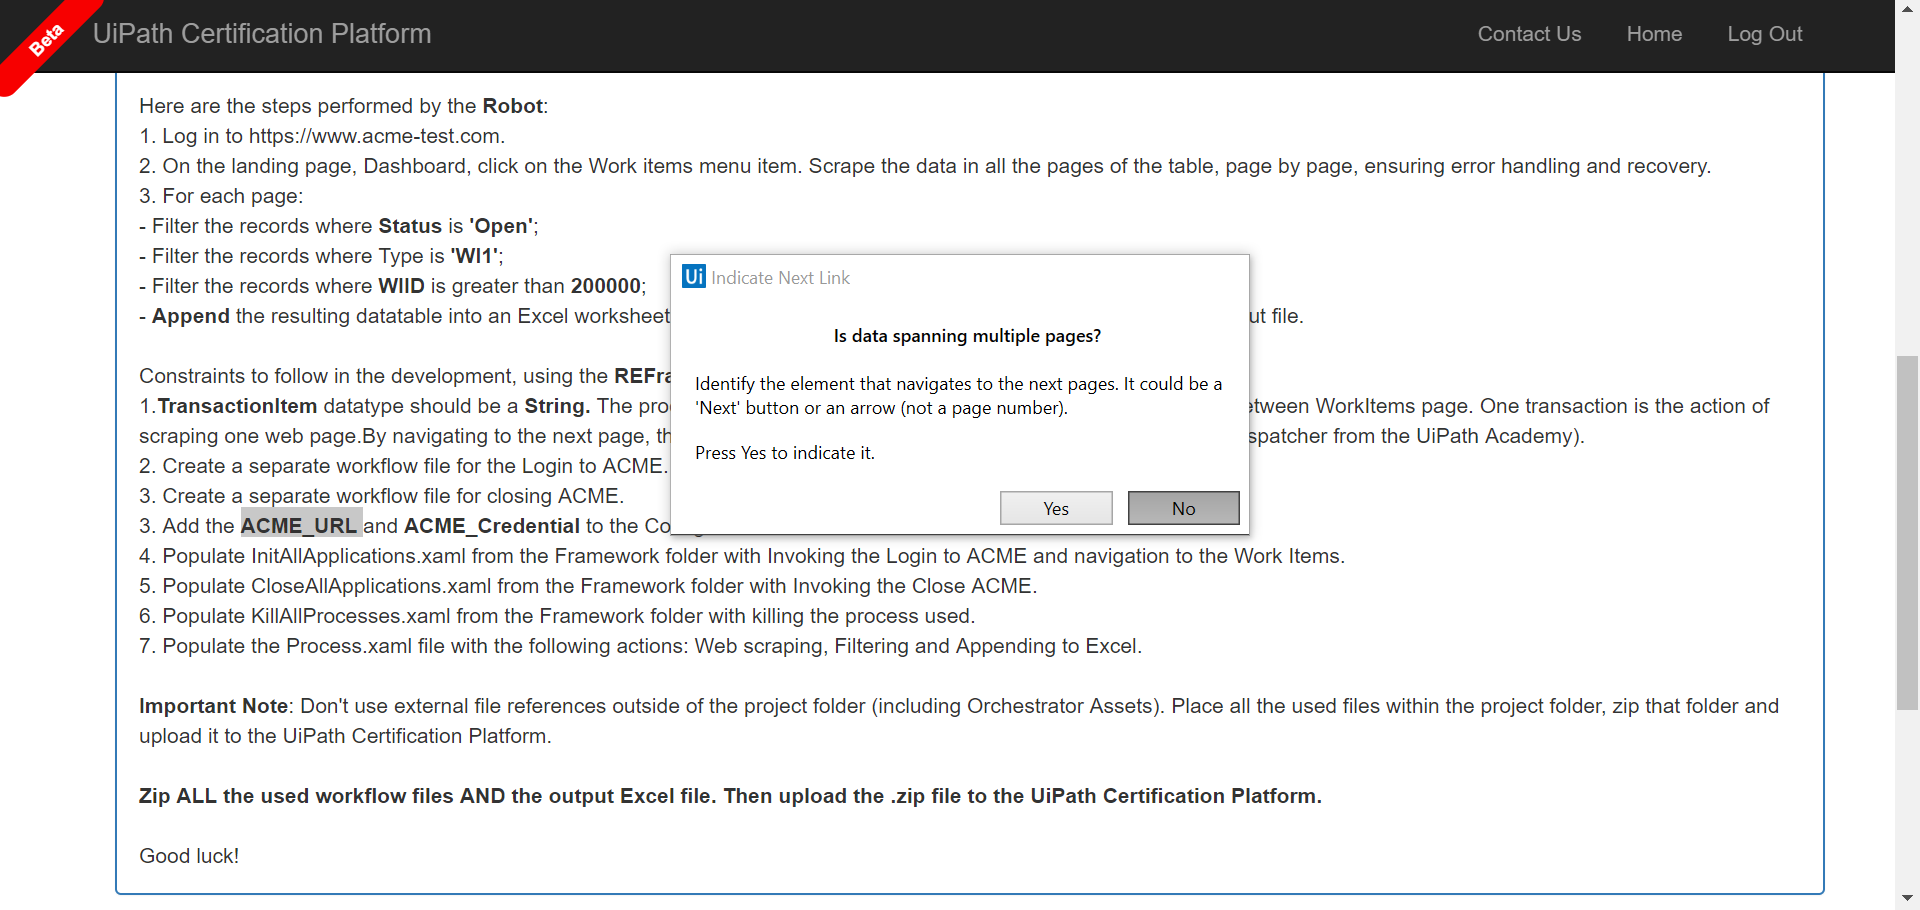 Beta
UiPath Certification Platform
Contact Us Home Log Out
Here are the steps performed by the Robot:
1. Log in to https://www.acme-test.com.
2. On the landing page, Dashboard, click on the Work items menu item. Scrape the data in all the pages of the table, page by page, ensuring error handling and recovery.
3. For each page:
- Filter the records where Status is 'Open';
- Filter the records where Type is 'WI1';
- Filter the records where WIID is greater than 200000;
- Append the resulting datatable into an Excel worksheet ut file.
Constraints to follow in the development, using the REFra
1.TransactionItem datatype should be a String. The pro etween WorkItems page. One transaction is the action of
scraping one web page.By navigating to the next page, th spatcher from the UiPath Academy).
2. Create a separate workflow file for the Login to ACME.
3. Create a separate workflow file for closing ACME.
3. Add the ACME_URL and ACME_Credential to the Co
4. Populate InitAllApplications.xaml from the Framework folder with Invoking the Login to ACME and navigation to the Work Items.
5. Populate CloseAllApplications.xaml from the Framework folder with Invoking the Close ACME.
6. Populate KillAllProcesses.xaml from the Framework folder with killing the process used.
7. Populate the Process.xaml file with the following actions: Web scraping, Filtering and Appending to Excel.
Important Note: Don't use external file references outside of the project folder (including Orchestrator Assets). Place all the used files within the project folder, zip that folder and
upload it to the UiPath Certification Platform.
Zip ALL the used workflow files AND the output Excel file. Then upload the .zip file to the UiPath Certification Platform.
Good luck!
Ui Indicate Next Link
Is data spanning multiple pages?
Identify the element that navigates to the next pages. It could be a
'Next' button or an arrow (not a page number).
Press Yes to indicate it.
Yes No